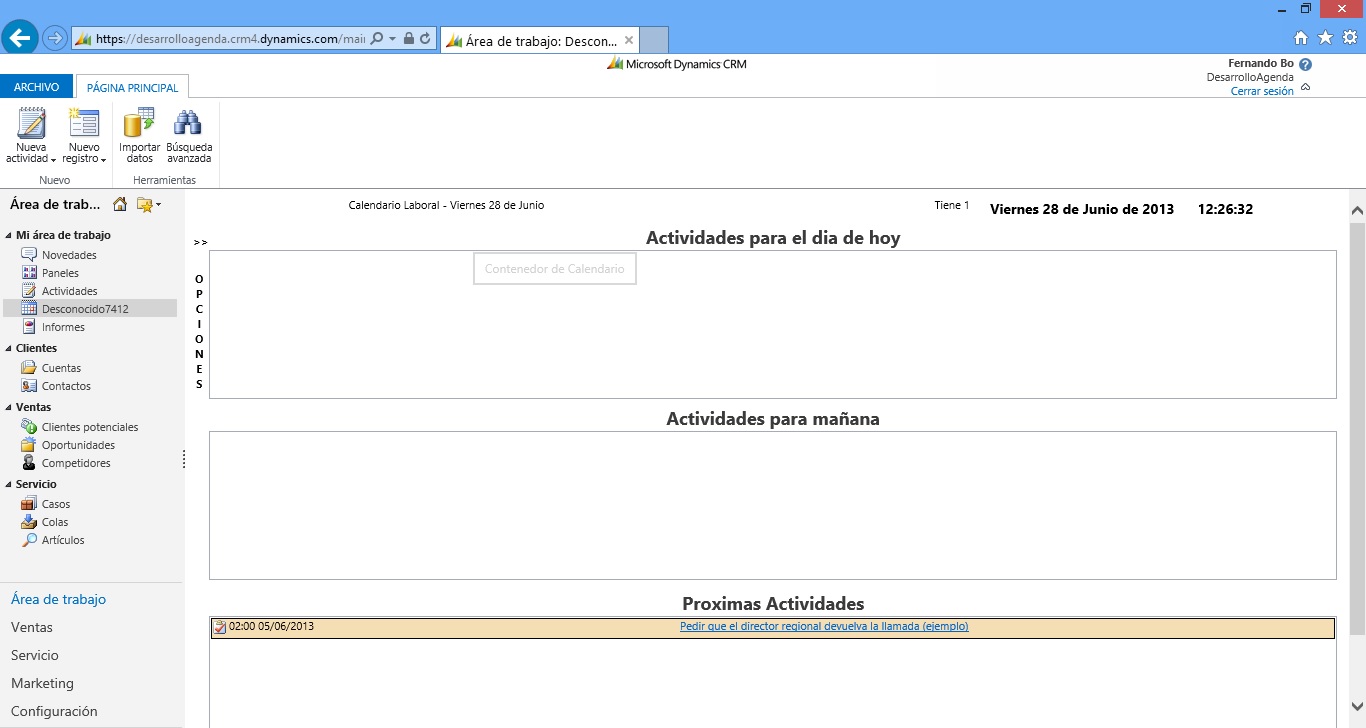 https://desarrolloagenda.crm4.dynamics.com/mai
Área de trabajo: Descon...
Microsoft Dynamics CRM
Fernando Bo
DesarrolloAgenda
Cerrar sesión
ARCHIVO
PÁGINA PRINCIPAL
Nueva actividad
Nuevo registro
Importar datos
Búsqueda avanzada
Nuevo
Herramientas
Área de trab...
Mi área de trabajo
Novedades
Paneles
Actividades
Desconocido7412
Informes
Clientes
Cuentas
Contactos
Ventas
Clientes potenciales
Oportunidades
Competidores
Servicio
Casos
Colas
Artículos
Área de trabajo
Ventas
Servicio
Marketing
Configuración
Calendario Laboral - Viernes 28 de Junio
Tiene 1
Viernes 28 de Junio de 2013 12:26:32
>>
OPCIONES
Actividades para el dia de hoy
Contenedor de Calendario
Actividades para mañana
Proximas Actividades
02:00 05/06/2013
Pedir que el director regional devuelva la llamada (ejemplo)